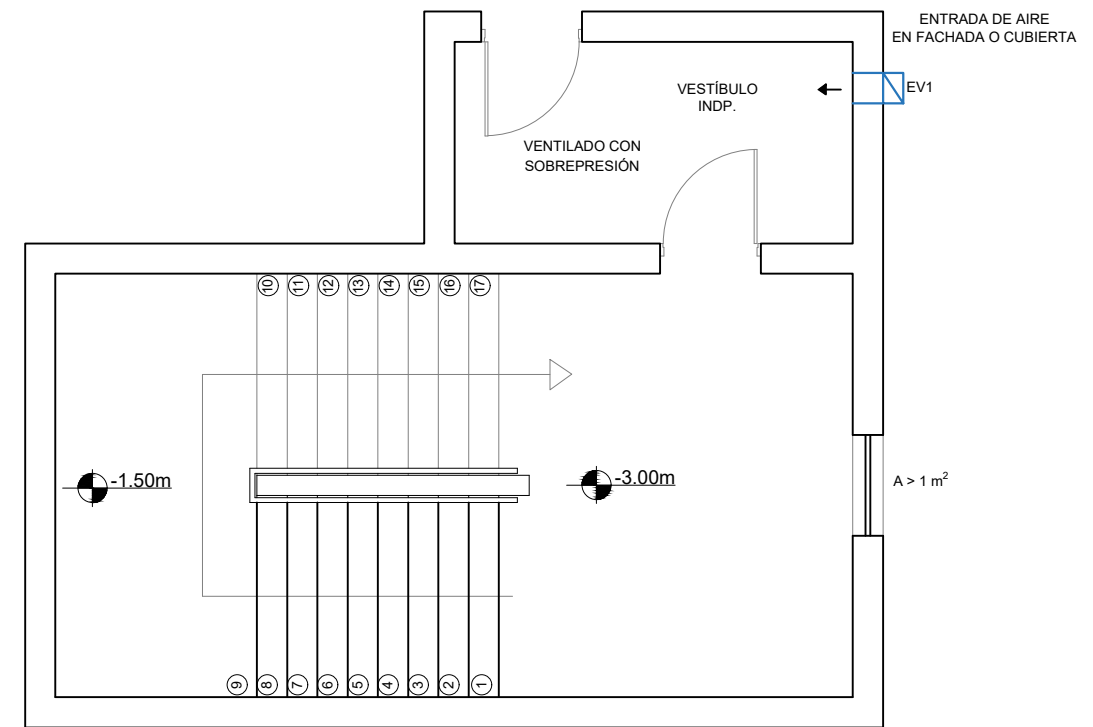 ENTRADA DE AIRE
EN FACHADA O CUBIERTA
EV1
VESTÍBULO
INDP.
VENTILADO CON
SOBREPRESIÓN
10 11 12 13 14 15 16 17
-1.50m
-3.00m
A > 1 m²
9 8 7 6 5 4 3 2 1